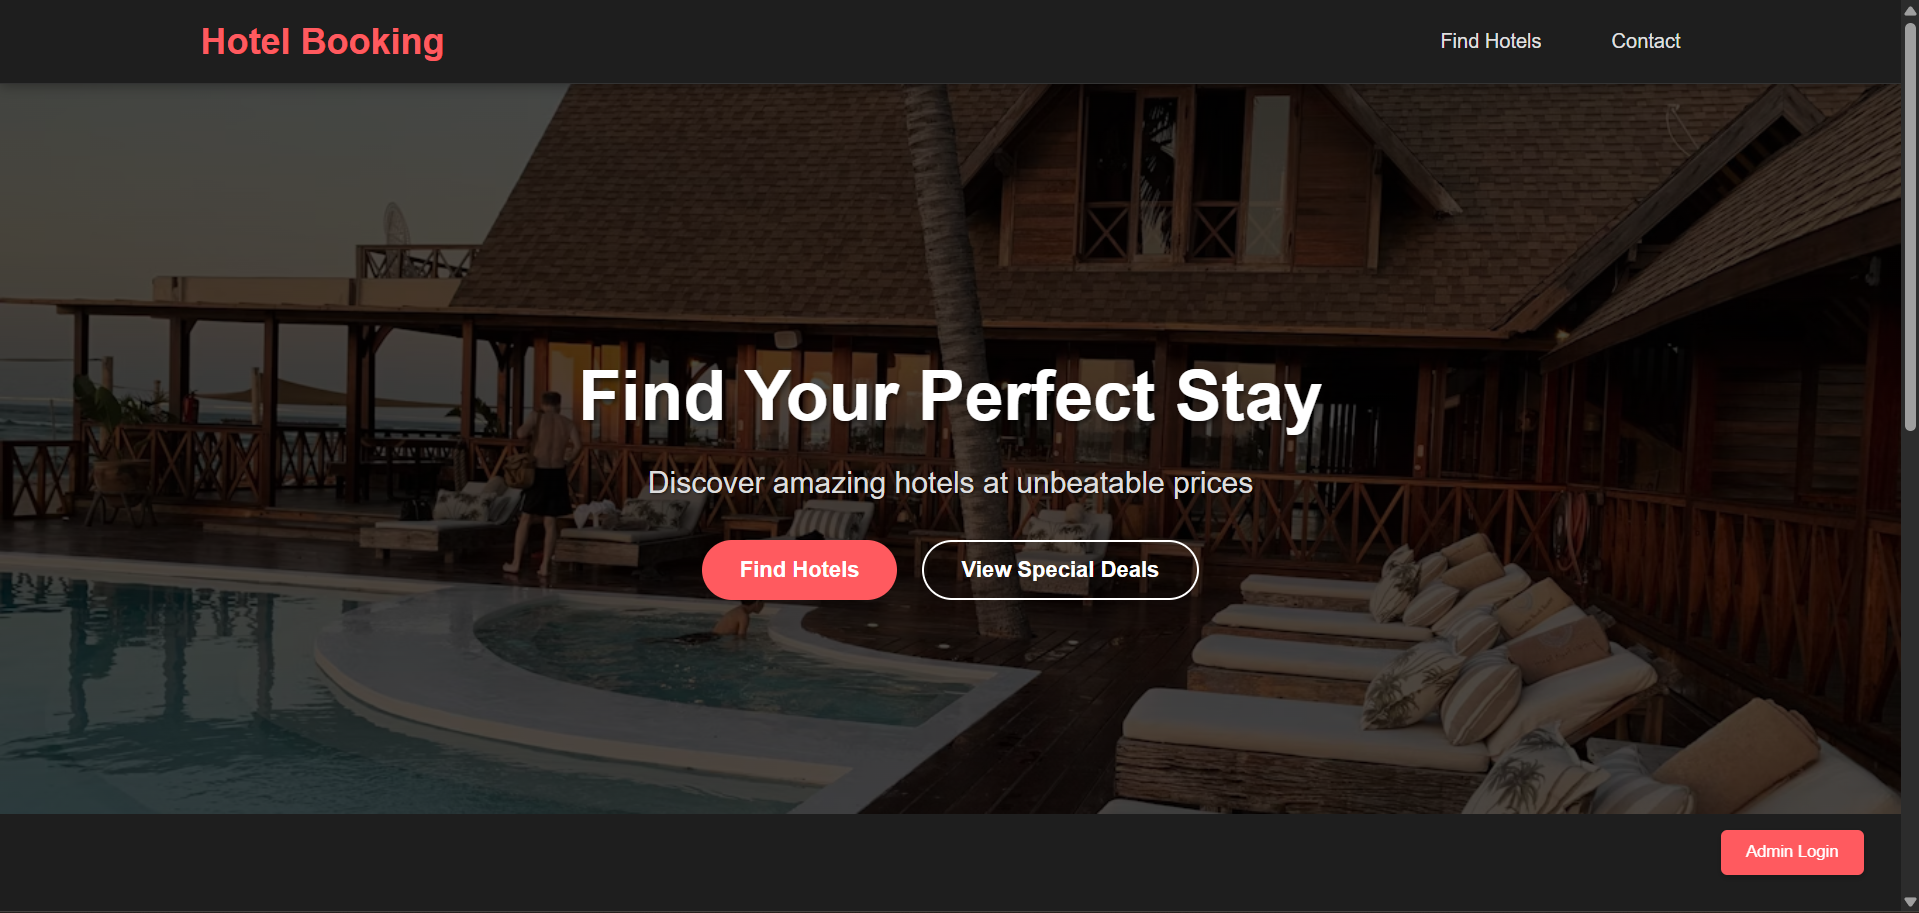 Hotel Booking
Find Hotels
Contact
Find Your Perfect Stay
Discover amazing hotels at unbeatable prices
Find Hotels
View Special Deals
Admin Login